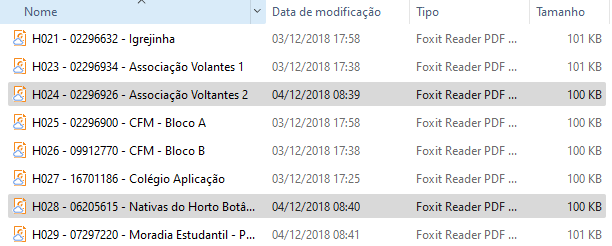 Nome Data de modificação Tipo Tamanho
H021 - 02296632 - Igrejinha 03/12/2018 17:58 Foxit Reader PDF ... 101 KB
H023 - 02296934 - Associação Volantes 1 03/12/2018 17:38 Foxit Reader PDF ... 101 KB
H024 - 02296926 - Associação Voltantes 2 04/12/2018 08:39 Foxit Reader PDF ... 100 KB
H025 - 02296900 - CFM - Bloco A 03/12/2018 17:58 Foxit Reader PDF ... 100 KB
H026 - 09912770 - CFM - Bloco B 03/12/2018 17:38 Foxit Reader PDF ... 100 KB
H027 - 16701186 - Colégio Aplicação 03/12/2018 17:25 Foxit Reader PDF ... 100 KB
H028 - 06205615 - Nativas do Horto Botâ... 04/12/2018 08:40 Foxit Reader PDF ... 100 KB
H029 - 07297220 - Moradia Estudantil - P... 04/12/2018 08:41 Foxit Reader PDF ... 101 KB